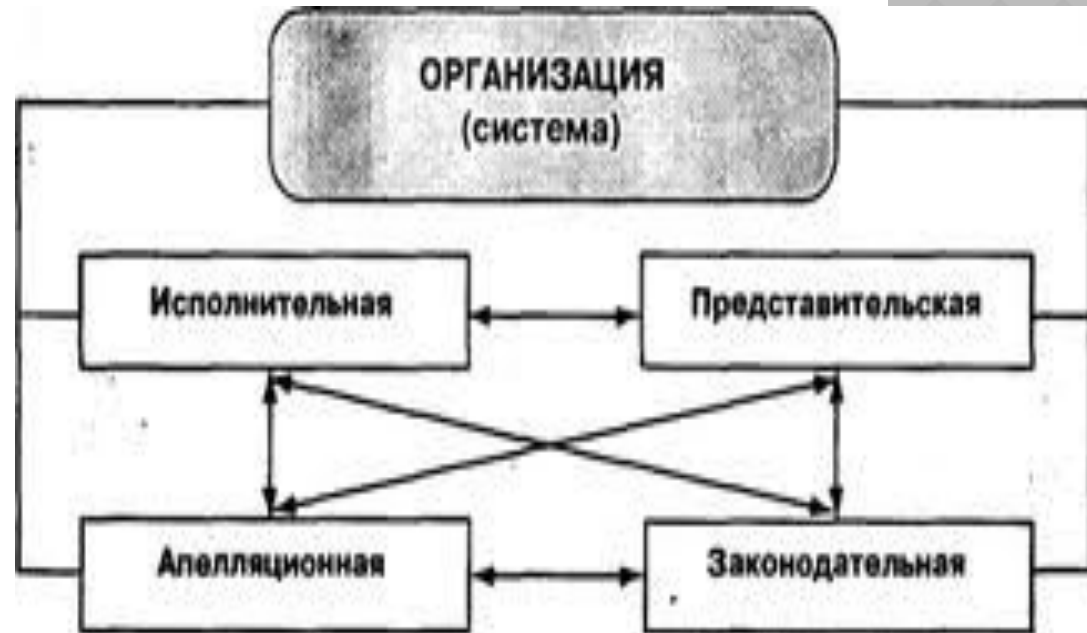 ОРГАНИЗАЦИЯ
(система)
Исполнительная
Представительская
Апелляционная
Законодательная